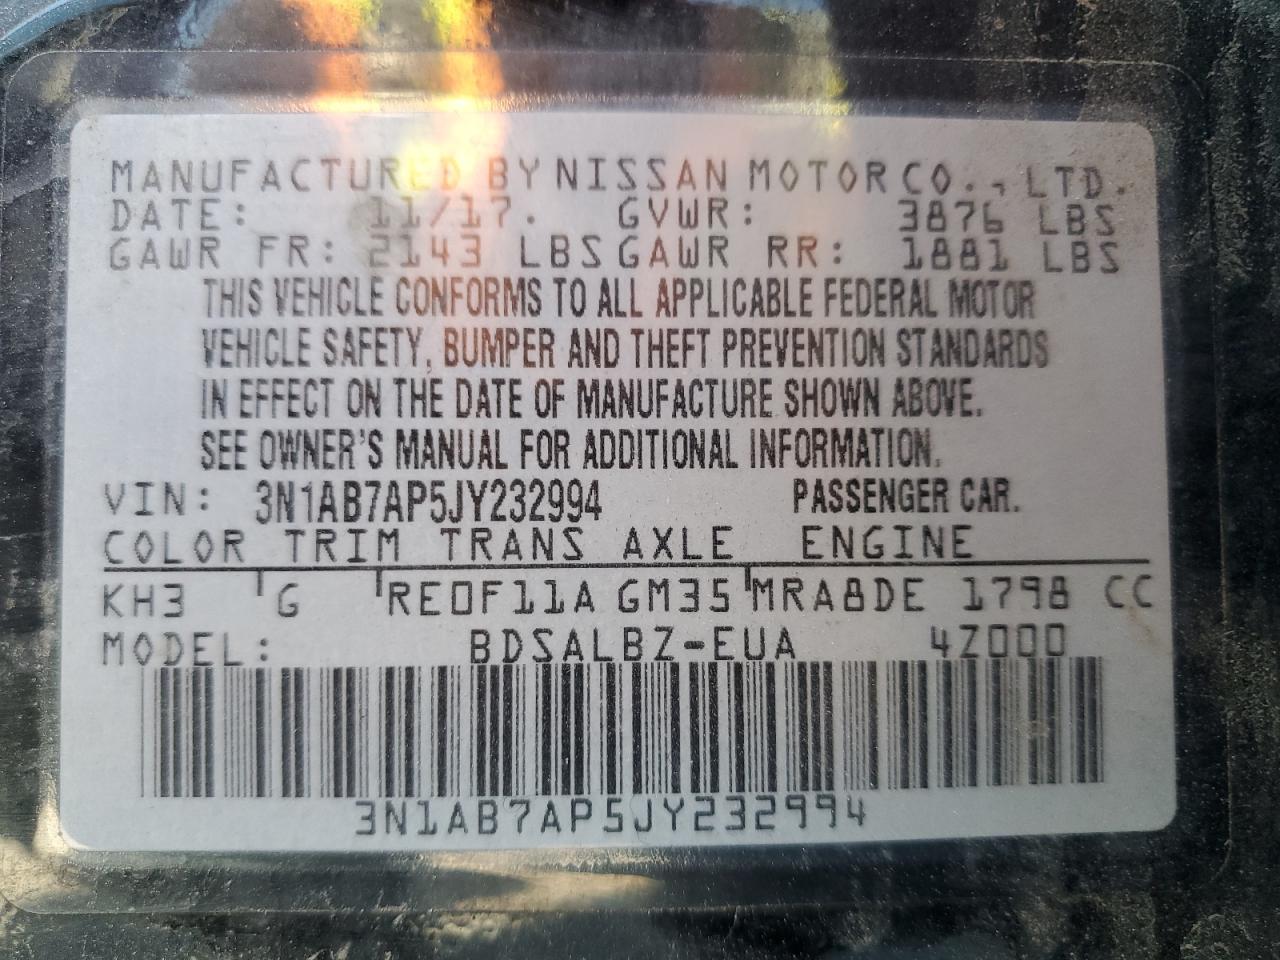 MANUFACTURED BY NISSAN MOTOR CO., LTD.
DATE: 11/17. GVWR: 3876 LBS
GAWR FR: 2143 LBS GAWR RR: 1881 LBS
THIS VEHICLE CONFORMS TO ALL APPLICABLE FEDERAL MOTOR
VEHICLE SAFETY, BUMPER AND THEFT PREVENTION STANDARDS
IN EFFECT ON THE DATE OF MANUFACTURE SHOWN ABOVE.
SEE OWNER'S MANUAL FOR ADDITIONAL INFORMATION.
VIN: 3N1AB7AP5JY232994 PASSENGER CAR.
COLOR TRIM TRANS AXLE ENGINE
KH3 G RE0F11A GM35 MRA8DE 1798 CC
MODEL: BDSALBZ-EUA 4Z000
3N1AB7AP5JY232994